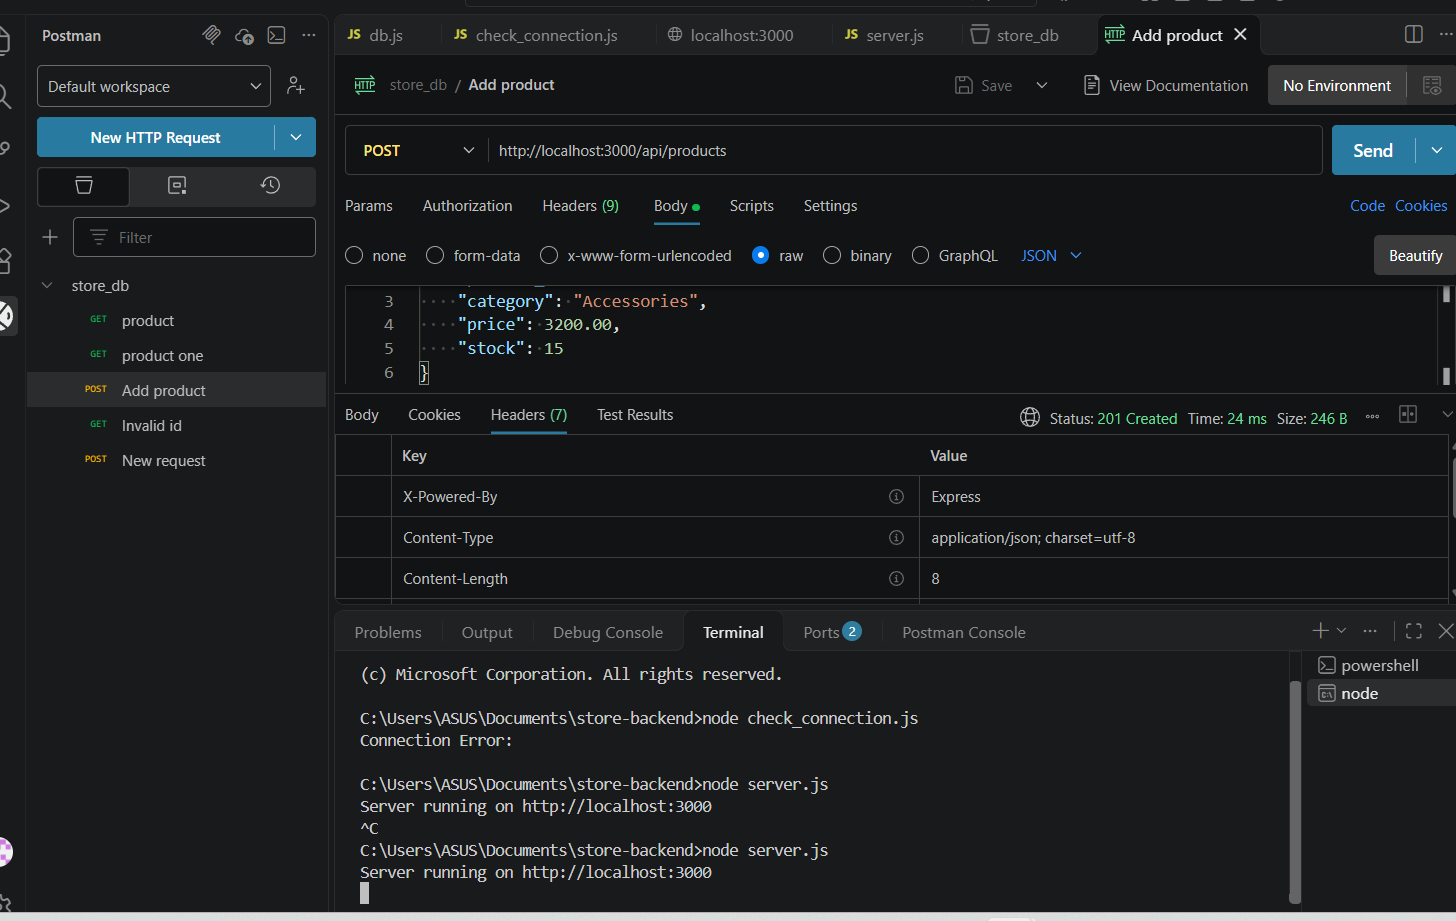 Postman
Default workspace
New HTTP Request
Filter
store_db
GET product
GET product one
POST Add product
GET Invalid id
POST New request
JS db.js
JS check_connection.js
localhost:3000
JS server.js
store_db
HTTP Add product
HTTP store_db / Add product
Save
View Documentation
No Environment
POST http://localhost:3000/api/products
Send
Params Authorization Headers (9) Body Scripts Settings
Code Cookies
none form-data x-www-form-urlencoded raw binary GraphQL JSON
Beautify
3 ····"category":·"Accessories",
4 ····"price":·3200.00,
5 ····"stock":·15
6 }
Body Cookies Headers (7) Test Results
Status: 201 Created Time: 24 ms Size: 246 B
Key Value
X-Powered-By Express
Content-Type application/json; charset=utf-8
Content-Length 8
Problems Output Debug Console Terminal Ports 2 Postman Console
(c) Microsoft Corporation. All rights reserved.
C:\Users\ASUS\Documents\store-backend>node check_connection.js
Connection Error:
C:\Users\ASUS\Documents\store-backend>node server.js
Server running on http://localhost:3000
^C
C:\Users\ASUS\Documents\store-backend>node server.js
Server running on http://localhost:3000
powershell
node